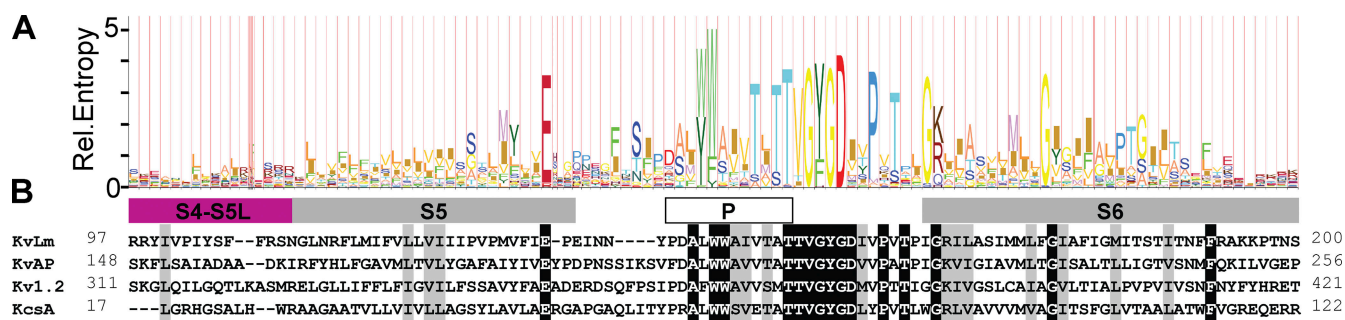 A
5
Rel.Entropy
0
B
S4-S5L S5 P S6
KvLm 97 RRYIVPIYSF--FRSNGLNRFLMIFVLLVIIIPVPMVFIE-PEINN----YPDALWWAIVTATTVGYGDIVPVTPIGRILASIMMLFGIAFIGMITSTITNFFRAKKPTNS 200
KvAP 148 SKFLSAIADAA--DKIRFYHLFGAVMLTVLYGAFAIYIVEYPDPNSSIKSVFDALWWAVVTATTVGYGDVVPATPIGKVIGIAVMLTGISALTLLIGTVSNMFQKILVGEP 256
Kv1.2 311 SKGLQILGQTLKASMRELGLLIFFLFIGVILFSSAVYFAEADERDSQFPSIPDAFWWAVVSMTTVGYGDMVPTTIGGKIVGSLCAIAGVLTIALPVPVIVSNFNYFYHRET 421
KcsA 17 ---LGRHGSALH--WRAAGAATVLLVIVLLAGSYLAVLAERGAPGAQLITYPRALWWSVETATTVGYGDLYPVTLWGRLVAVVVMVAGITSFGLVTAALATWFVGREQERR 122